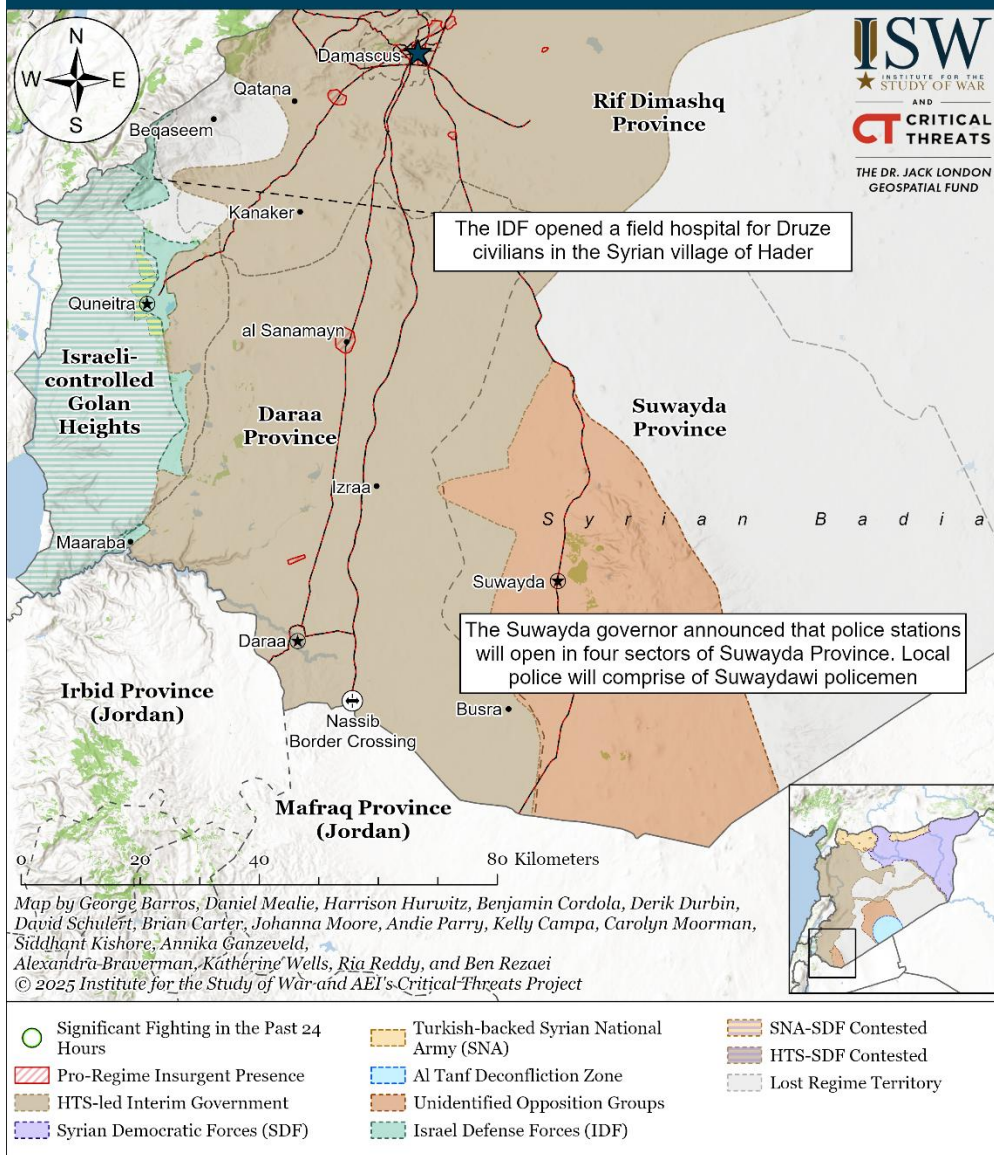 N
W
E
S
ISW
INSTITUTE FOR THE
STUDY OF WAR
AND
CT CRITICAL
THREATS
THE DR. JACK LONDON
GEOSPATIAL FUND
Damascus
Qatana
Beqaseem
Rif Dimashq
Province
Kanaker
The IDF opened a field hospital for Druze
civilians in the Syrian village of Hader
Quneitra
al Sanamayn
Israeli-
controlled
Golan
Heights
Daraa
Province
Suwayda
Province
Izraa
Syrian Badia
Maaraba
Suwayda
Daraa
The Suwayda governor announced that police stations
will open in four sectors of Suwayda Province. Local
police will comprise of Suwaydawi policemen
Irbid Province
(Jordan)
Busra
Nassib
Border Crossing
Mafraq Province
(Jordan)
0 20 40 80 Kilometers
Map by George Barros, Daniel Mealie, Harrison Hurwitz, Benjamin Cordola, Derik Durbin,
David Schulert, Brian Carter, Johanna Moore, Andie Parry, Kelly Campa, Carolyn Moorman,
Siddhant Kishore, Annika Ganzeveld,
Alexandra Braverman, Katherine Wells, Ria Reddy, and Ben Rezaei
© 2025 Institute for the Study of War and AEI's Critical Threats Project
Significant Fighting in the Past 24
Hours
Pro-Regime Insurgent Presence
HTS-led Interim Government
Syrian Democratic Forces (SDF)
Turkish-backed Syrian National
Army (SNA)
Al Tanf Deconfliction Zone
Unidentified Opposition Groups
Israel Defense Forces (IDF)
SNA-SDF Contested
HTS-SDF Contested
Lost Regime Territory